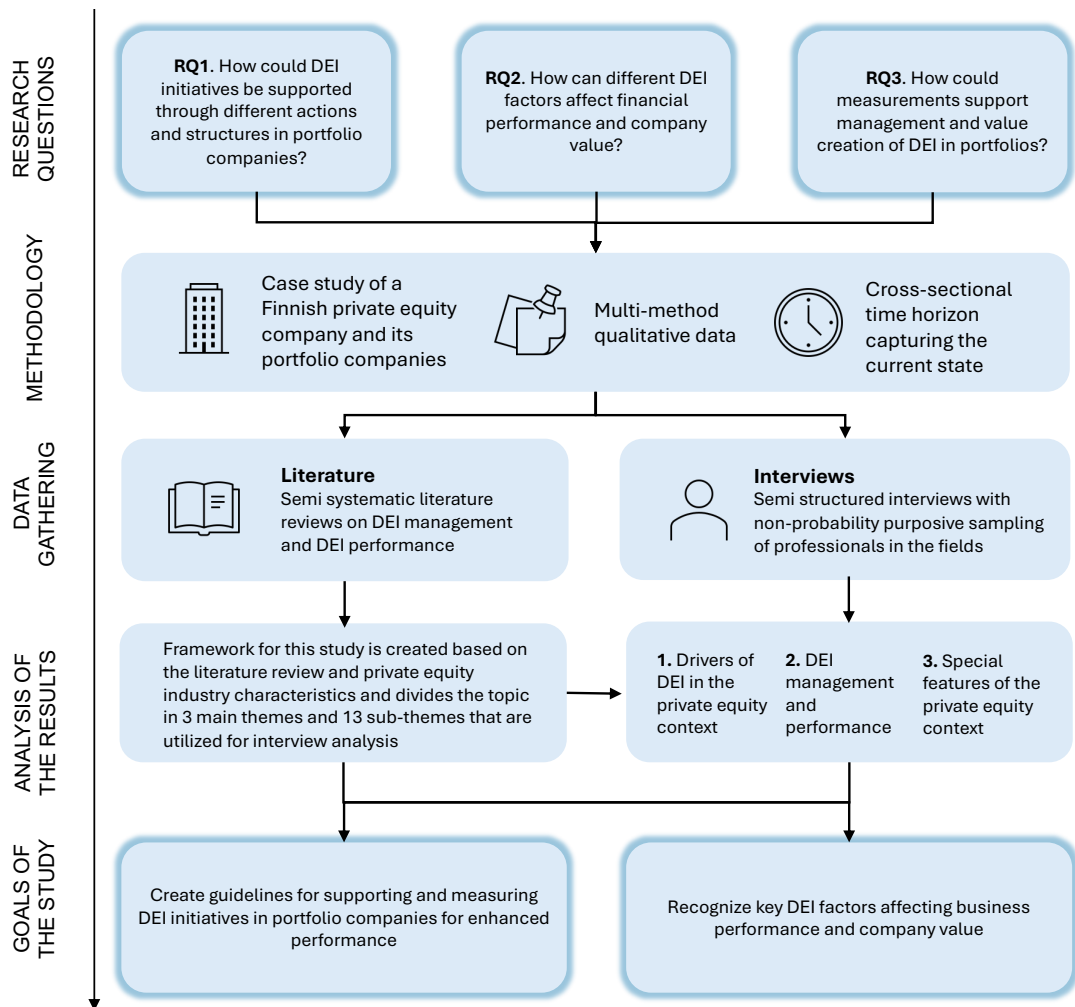 RESEARCH
QUESTIONS
RQ1. How could DEI
initiatives be supported
through different actions
and structures in portfolio
companies?
RQ2. How can different DEI
factors affect financial
performance and company
value?
RQ3. How could
measurements support
management and value
creation of DEI in portfolios?
METHODOLOGY
Case study of a
Finnish private equity
company and its
portfolio companies
Multi-method
qualitative data
Cross-sectional
time horizon
capturing the
current state
DATA
GATHERING
Literature
Semi systematic literature
reviews on DEI management
and DEI performance
Interviews
Semi structured interviews with
non-probability purposive sampling
of professionals in the fields
ANALYSIS OF
THE RESULTS
Framework for this study is created based on
the literature review and private equity
industry characteristics and divides the topic
in 3 main themes and 13 sub-themes that are
utilized for interview analysis
1. Drivers of
DEI in the
private equity
context
2. DEI
management
and
performance
3. Special
features of the
private equity
context
GOALS OF
THE STUDY
Create guidelines for supporting and measuring
DEI initiatives in portfolio companies for enhanced
performance
Recognize key DEI factors affecting business
performance and company value